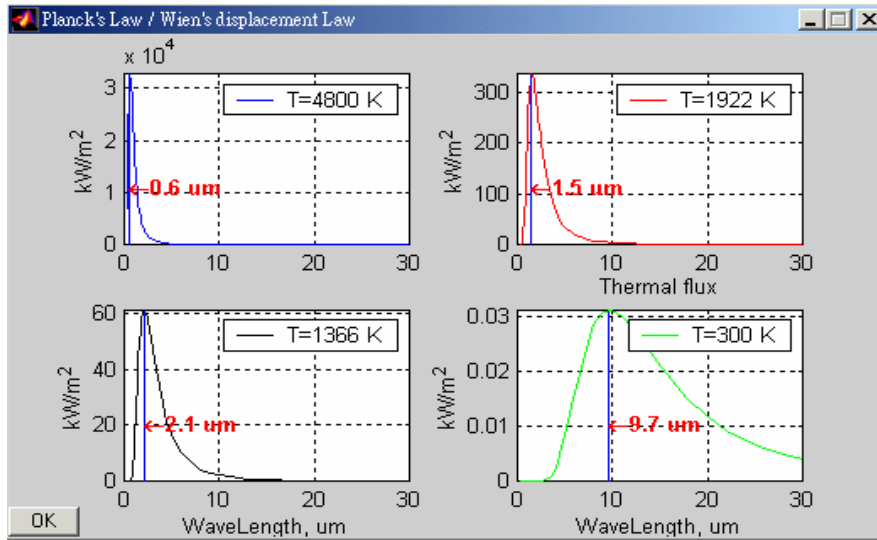 Planck's Law / Wien's displacement Law
x 10^4
3
2
1
0
kW/m^2
T=4800 K
←0.6 um
0 10 20 30
300
200
100
0
kW/m^2
T=1922 K
←1.5 um
0 10 20 30
Thermal flux
60
40
20
0
kW/m^2
T=1366 K
←2.1 um
0 10 20 30
WaveLength, um
0.03
0.02
0.01
0
kW/m^2
T=300 K
←9.7 um
0 10 20 30
WaveLength, um
OK